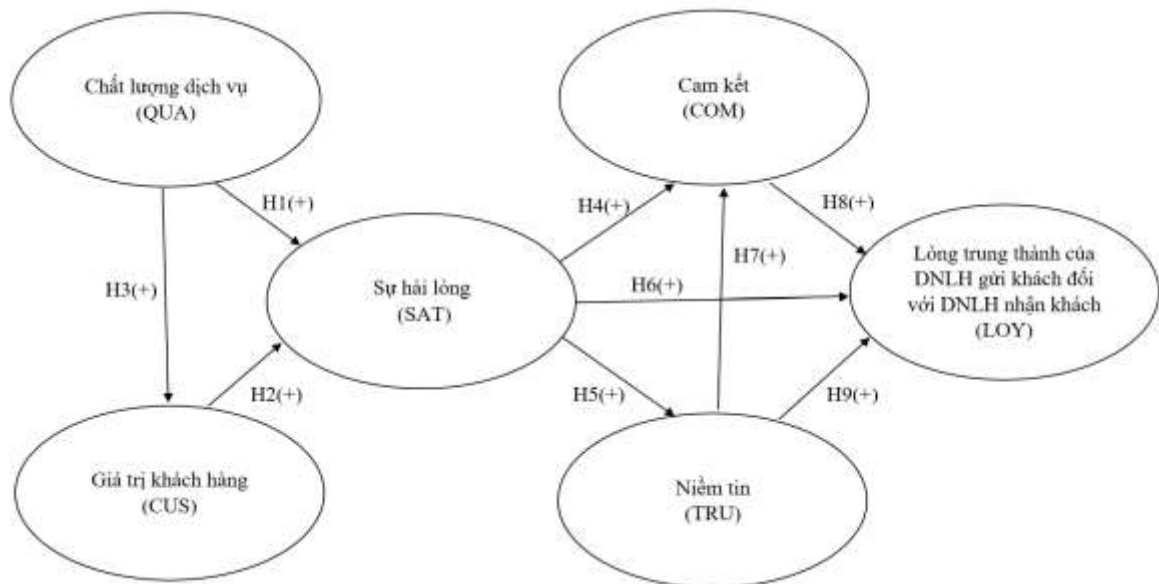 Chất lượng dịch vụ
(QUA)
Cam kết
(COM)
H1(+)
H4(+)
H8(+)
H3(+)
Sự hài lòng
(SAT)
H7(+)
H6(+)
Lòng trung thành của
DNLH gửi khách đối
với DNLH nhận khách
(LOY)
H2(+)
H5(+)
H9(+)
Giá trị khách hàng
(CUS)
Niềm tin
(TRU)